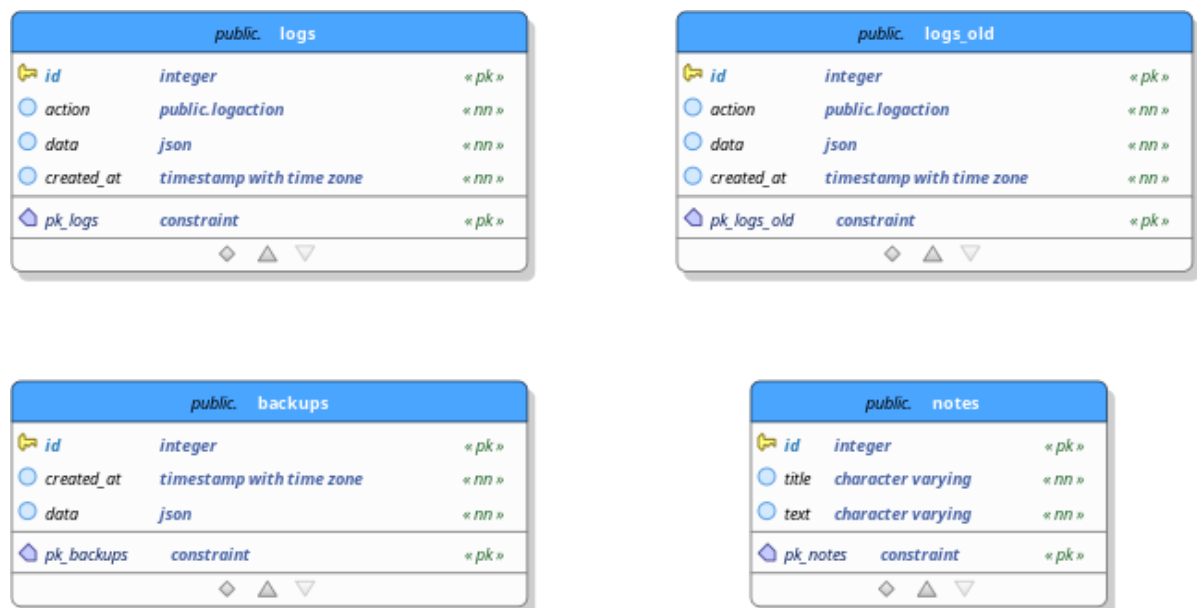 public. logs
id integer « pk »
action public.logaction « nn »
data json « nn »
created_at timestamp with time zone « nn »
pk_logs constraint « pk »
public. logs_old
id integer « pk »
action public.logaction « nn »
data json « nn »
created_at timestamp with time zone « nn »
pk_logs_old constraint « pk »
public. backups
id integer « pk »
created_at timestamp with time zone « nn »
data json « nn »
pk_backups constraint « pk »
public. notes
id integer « pk »
title character varying « nn »
text character varying « nn »
pk_notes constraint « pk »